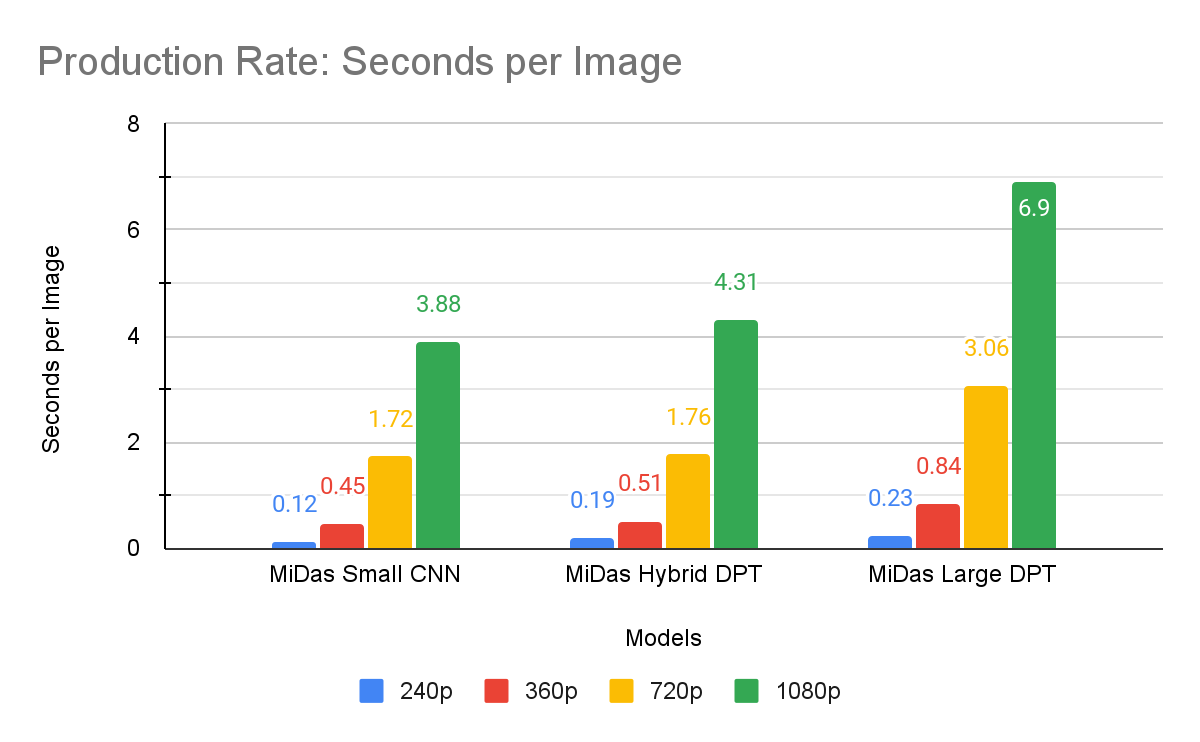 Production Rate: Seconds per Image
Seconds per Image
8
6
4
2
0
0.12
0.45
1.72
3.88
0.19
0.51
1.76
4.31
0.23
0.84
3.06
6.9
MiDas Small CNN
MiDas Hybrid DPT
MiDas Large DPT
Models
240p
360p
720p
1080p